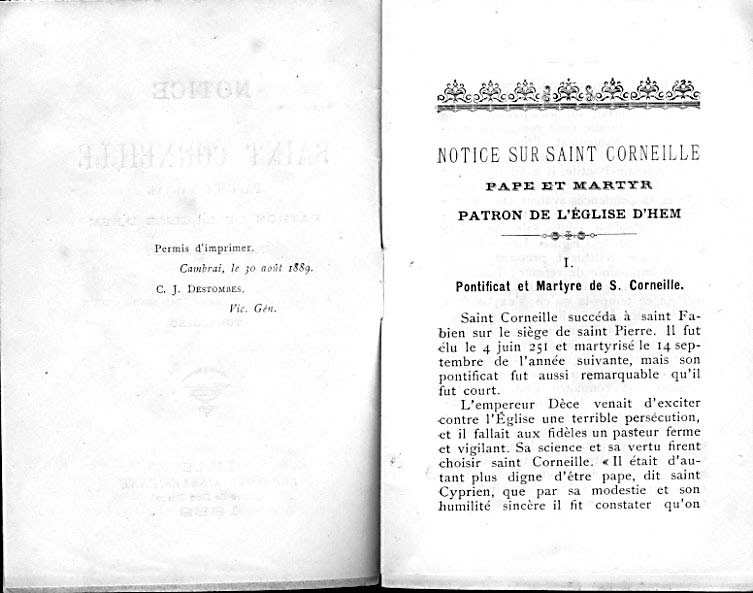 Permis d'imprimer.
Cambrai, le 30 août 1889.
C. J. DESTOMBES.
Vic. Gén.
NOTICE SUR SAINT CORNEILLE
PAPE ET MARTYR
PATRON DE L'ÉGLISE D'HEM
I.
Pontificat et Martyre de S. Corneille.
Saint Corneille succéda à saint Fa-
bien sur le siège de saint Pierre. Il fut
élu le 4 juin 251 et martyrisé le 14 sep-
tembre de l'année suivante, mais son
pontificat fut aussi remarquable qu'il
fut court.
L'empereur Dèce venait d'exciter
contre l'Église une terrible persécution,
et il fallait aux fidèles un pasteur ferme
et vigilant. Sa science et sa vertu firent
choisir saint Corneille. « Il était d'au-
tant plus digne d'être pape, dit saint
Cyprien, que par sa modestie et son
humilité sincère il fit constater qu'on